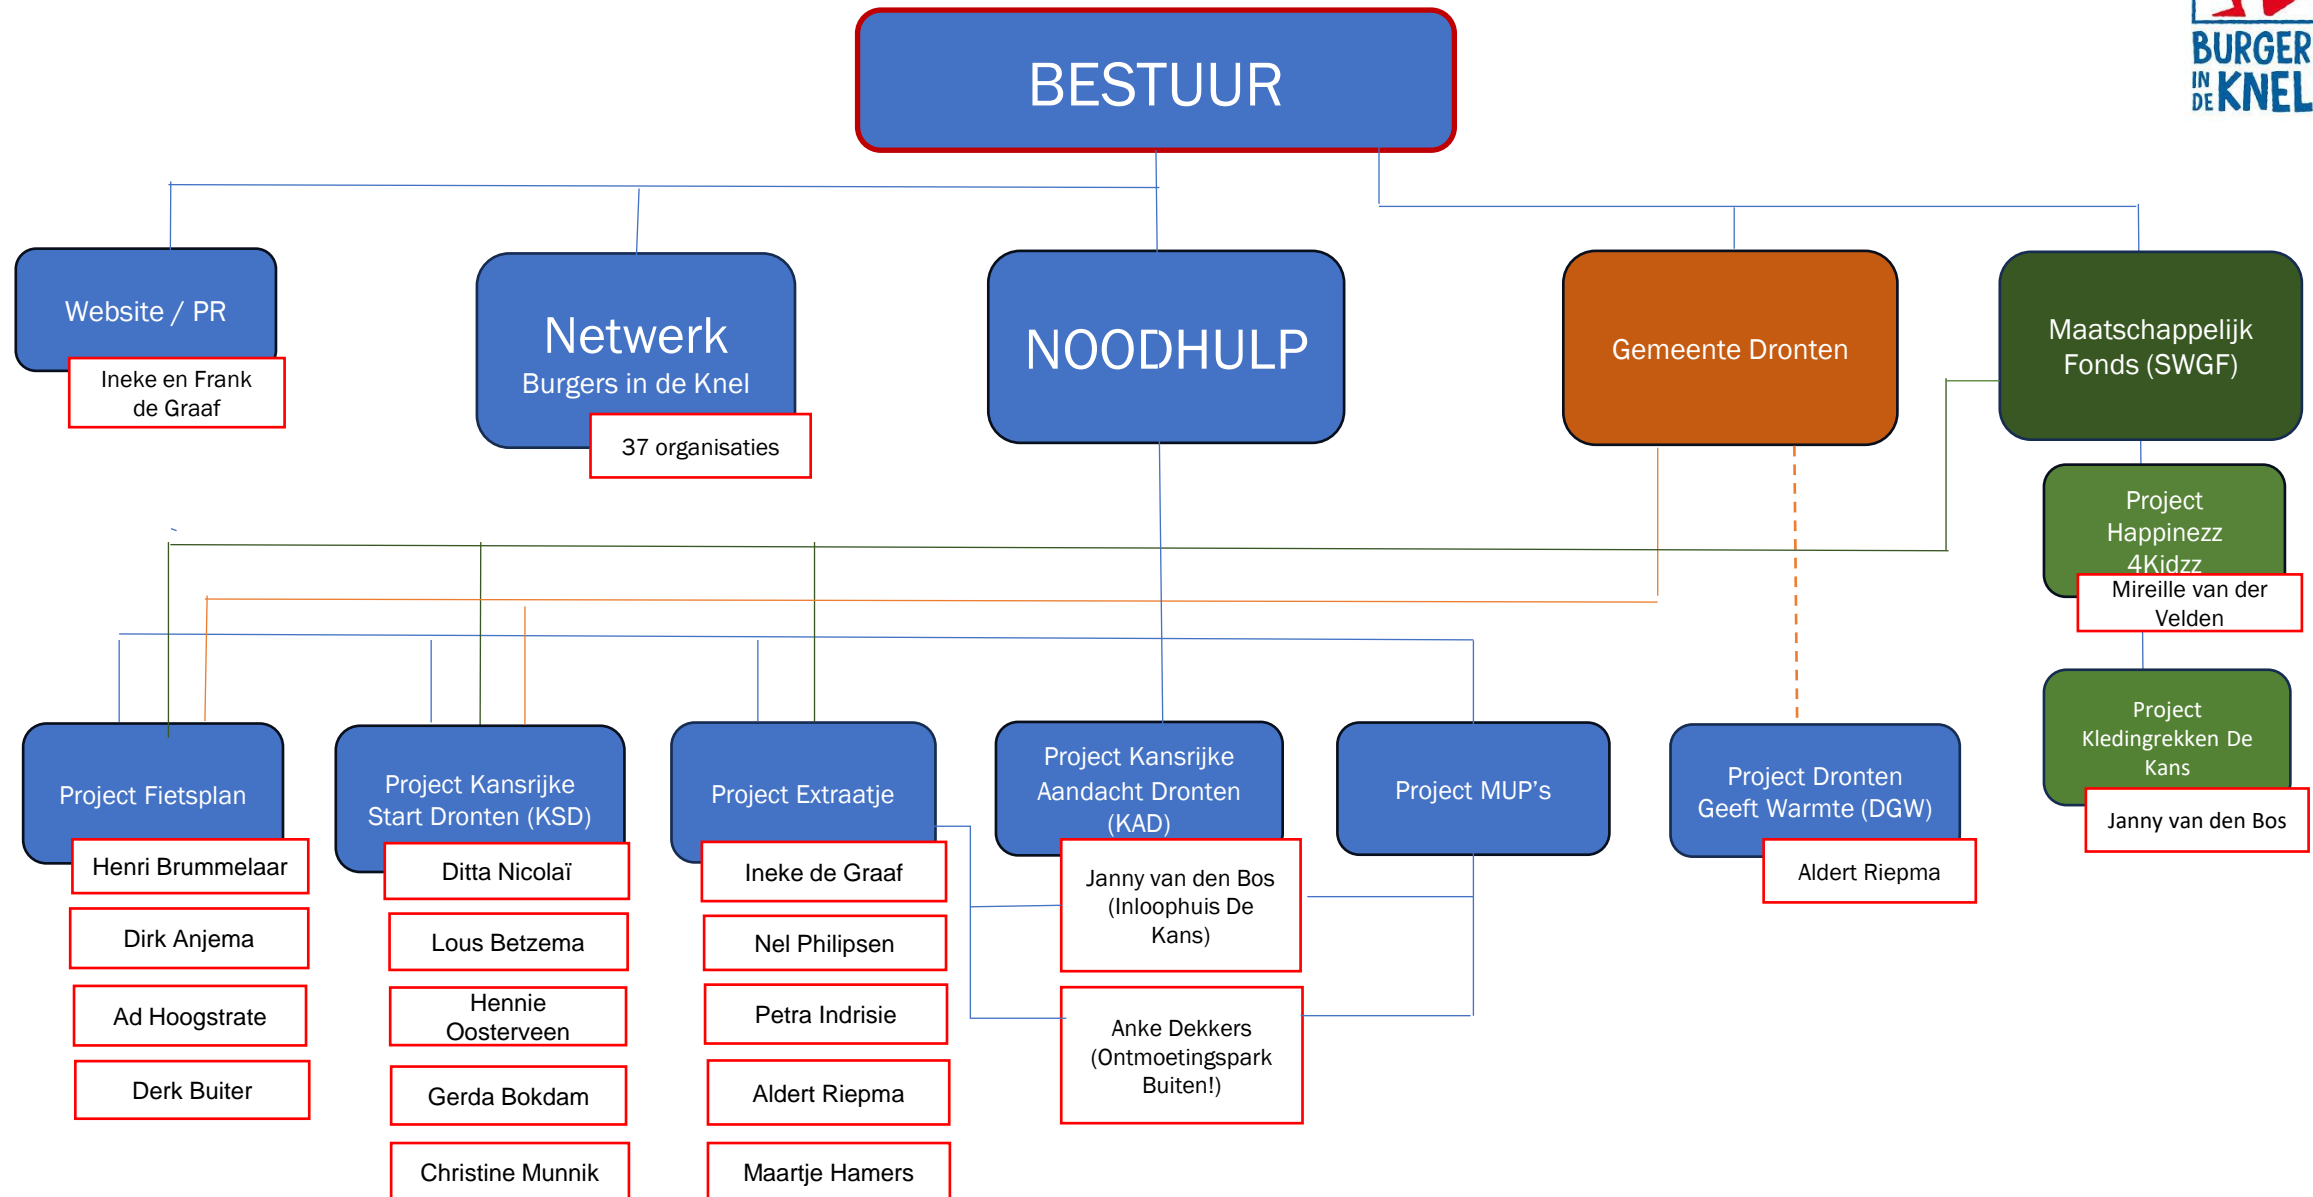 BESTUUR
BURGER
IN
DE KNEL
Website / PR
Ineke en Frank
de Graaf
Netwerk
Burgers in de Knel
37 organisaties
NOODHULP
Gemeente Dronten
Maatschappelijk
Fonds (SWGF)
Project
Happinezz
4Kidzz
Mireille van der
Velden
Project
Kledingrekken De
Kans
Janny van den Bos
Project Fietsplan
Henri Brummelaar
Dirk Anjema
Ad Hoogstrate
Derk Buiter
Project Kansrijke
Start Dronten (KSD)
Ditta Nicolaï
Lous Betzema
Hennie
Oosterveen
Gerda Bokdam
Christine Munnik
Project Extraatje
Ineke de Graaf
Nel Philipsen
Petra Indrisie
Aldert Riepma
Maartje Hamers
Project Kansrijke
Aandacht Dronten
(KAD)
Janny van den Bos
(Inloophuis De
Kans)
Anke Dekkers
(Ontmoetingspark
Buiten!)
Project MUP's
Project Dronten
Geeft Warmte (DGW)
Aldert Riepma